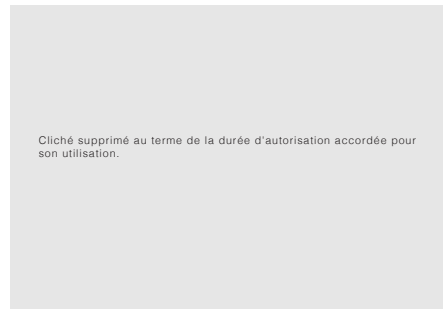 Cliché supprimé au terme de la durée d'autorisation accordée pour
son utilisation.